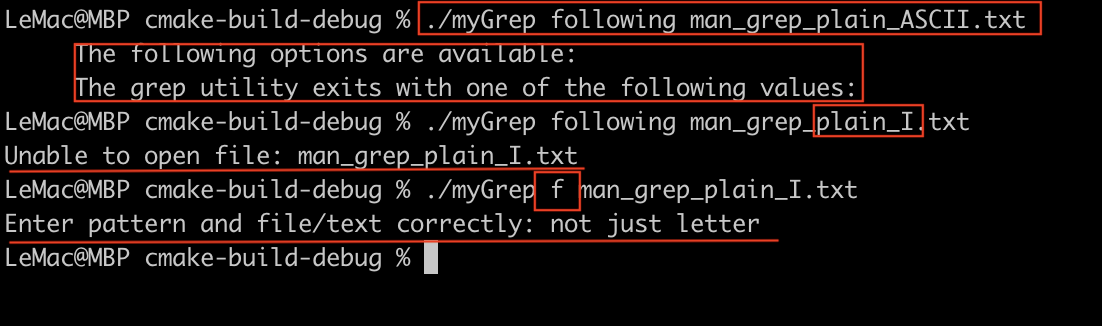 LeMac@MBP cmake-build-debug % ./myGrep following man_grep_plain_ASCII.txt
The following options are available:
The grep utility exits with one of the following values:
LeMac@MBP cmake-build-debug % ./myGrep following man_grep_plain_I.txt
Unable to open file: man_grep_plain_I.txt
LeMac@MBP cmake-build-debug % ./myGrep f man_grep_plain_I.txt
Enter pattern and file/text correctly: not just letter
LeMac@MBP cmake-build-debug %